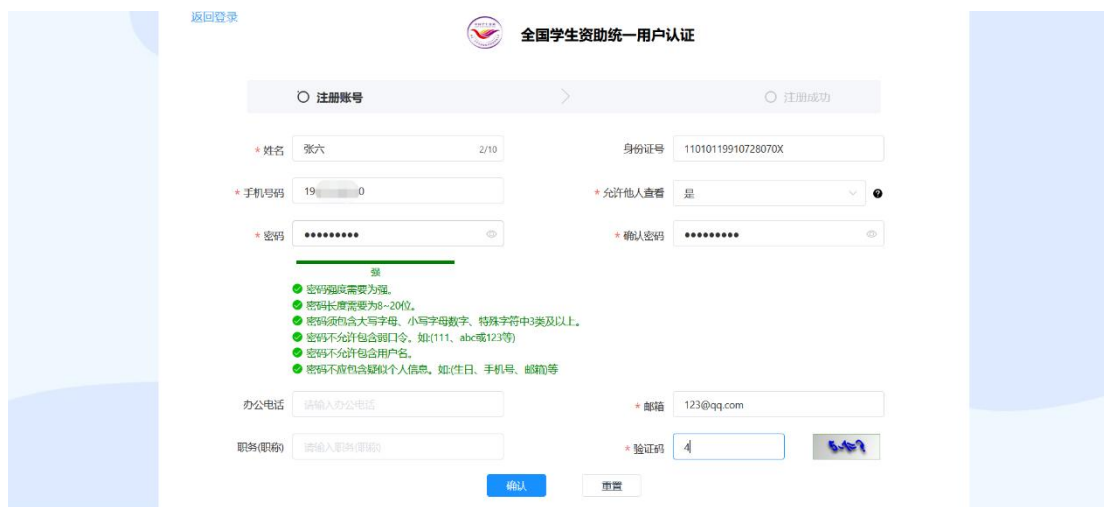 返回登录
全国学生资助统一用户认证
注册账号
注册成功
* 姓名 张六 2/10 身份证号 11010119910728070X
* 手机号码 19 0 * 允许他人查看 是
* 密码 ••••••••• * 确认密码 •••••••••
强
密码强度需要为强。
密码长度需要为8~20位。
密码须包含大写字母、小写字母数字、特殊字符中3类及以上。
密码不允许包含弱口令。如:(111、abc或123等)
密码不允许包含用户名。
密码不应包含疑似个人信息。如:(生日、手机号、邮箱)等
办公电话 请输入办公电话 * 邮箱 123@qq.com
职务(职称) 请输入职务(职称) * 验证码 4
确认 重置